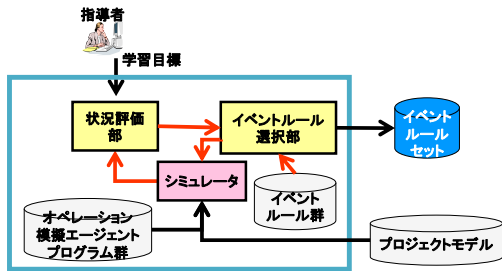 指導者
学習目標
状況評価
部
イベントルール
選択部
イベント
ルール
セット
シミュレータ
イベント
ルール群
オペレーション
模擬エージェント
プログラム群
プロジェクトモデル